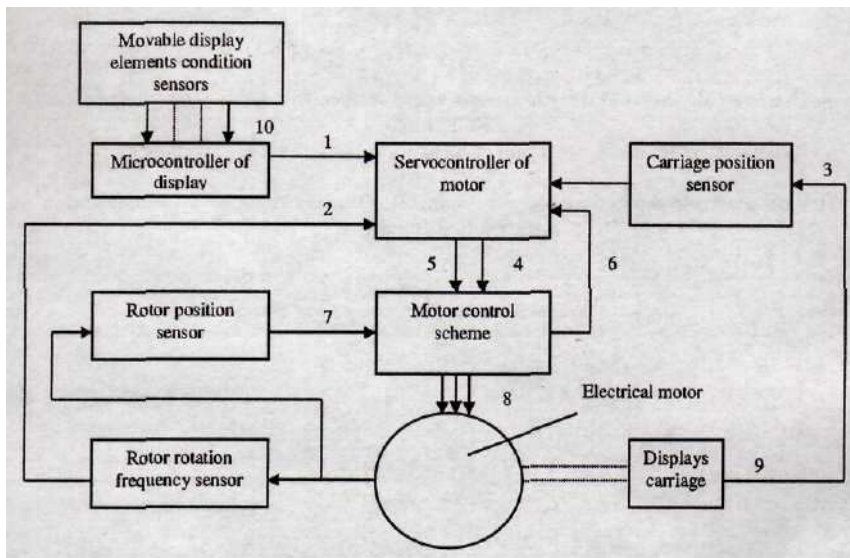 Movable display
elements condition
sensors
10
1
Microcontroller of
display
Servocontroller of
motor
Carriage position
sensor
3
2
5
4
6
Rotor position
sensor
7
Motor control
scheme
8
Electrical motor
Rotor rotation
frequency sensor
Displays
carriage
9